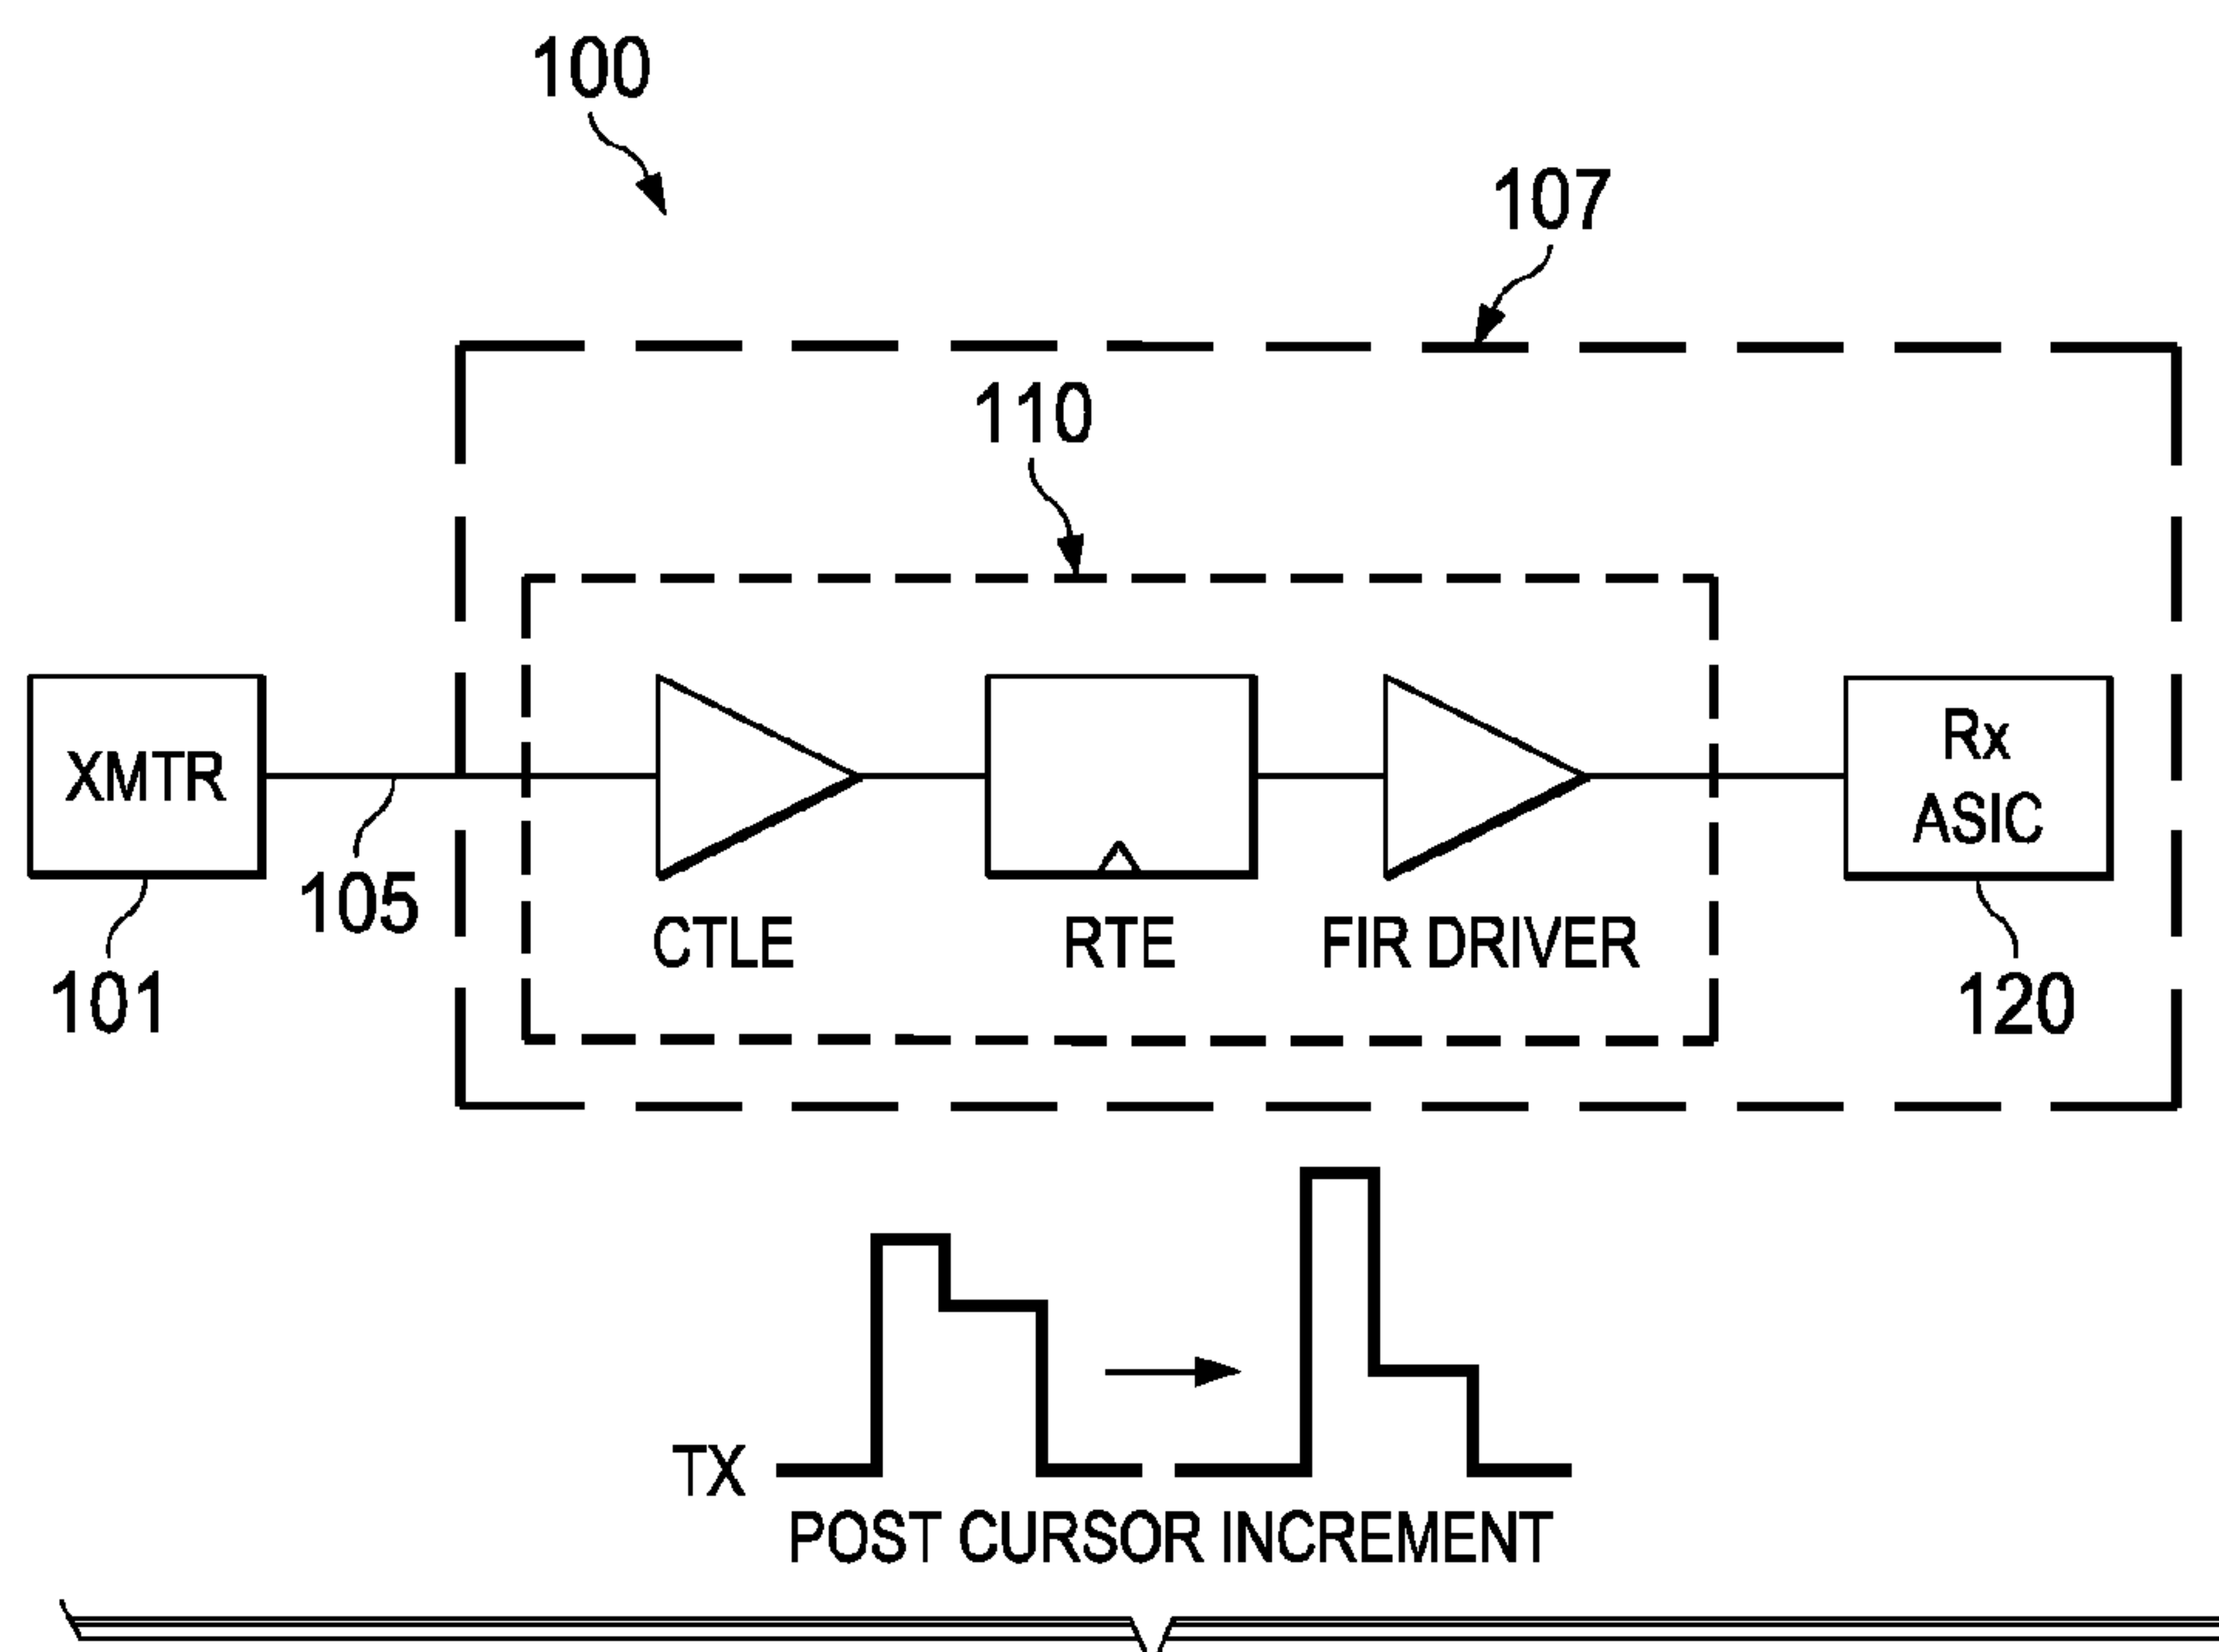 100
107
110
XMTR
Rx
ASIC
105
CTLE
RTE
FIR DRIVER
101
120
TX
POST CURSOR INCREMENT